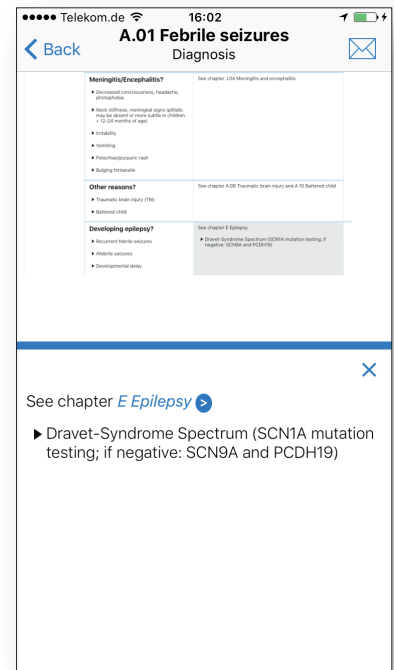 Telekom.de 16:02
Back A.01 Febrile seizures
Diagnosis
Meningitis/Encephalitis?
▶ Decreased consciousness, headache,
photophobia
▶ Neck stiffness, meningeal signs (pitfalls:
may be absent or more subtle in children
< 12–24 months of age)
▶ Irritability
▶ Vomiting
▶ Petechiae/purpuric rash
▶ Bulging fontanelle
See chapter J.04 Meningitis and encephalitis
Other reasons?
▶ Traumatic brain injury (TBI)
▶ Battered child
See chapter A.08 Traumatic brain injury and A.10 Battered child
Developing epilepsy?
▶ Recurrent febrile seizures
▶ Afebrile seizures
▶ Developmental delay
See chapter E Epilepsy
▶ Dravet-Syndrome Spectrum (SCN1A mutation testing; if
negative: SCN9A and PCDH19)
See chapter E Epilepsy
▶ Dravet-Syndrome Spectrum (SCN1A mutation
testing; if negative: SCN9A and PCDH19)